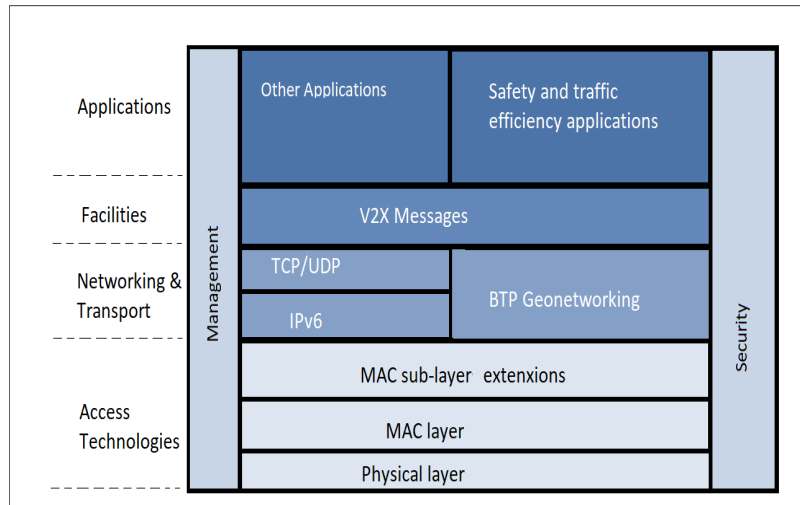 Applications
Other Applications
Safety and traffic
efficiency applications
Facilities
V2X Messages
Networking &
Transport
TCP/UDP
IPv6
BTP Geonetworking
Access
Technologies
MAC sub-layer extenxions
MAC layer
Physical layer
Management
Security